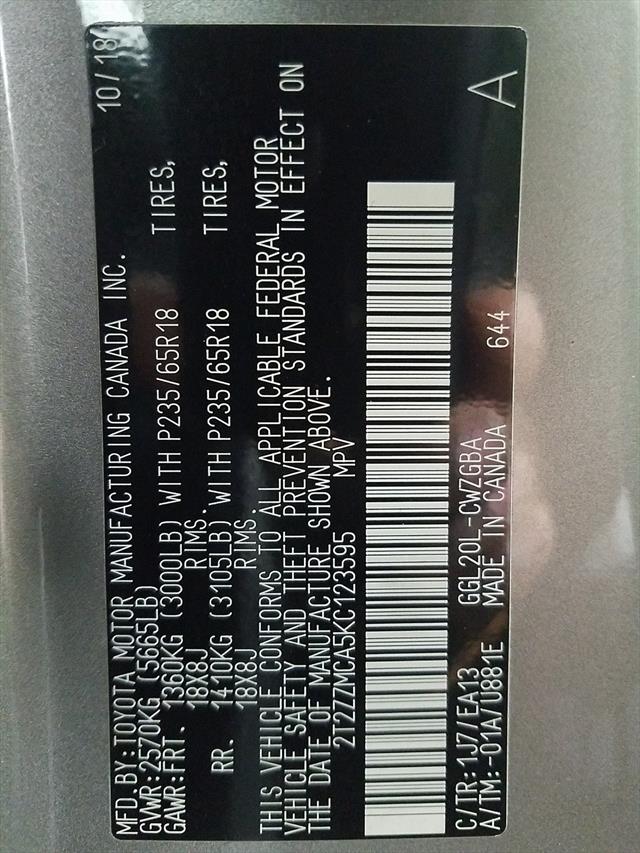 MFD.BY:TOYOTA MOTOR MANUFACTURING CANADA INC. 10/18
GVWR:2570KG (5665LB)
GAWR:FRT. 1360KG (3000LB) WITH P235/65R18 TIRES,
18X8J RIMS.
RR. 1410KG (3105LB) WITH P235/65R18 TIRES,
18X8J RIMS.
THIS VEHICLE CONFORMS TO ALL APPLICABLE FEDERAL MOTOR
VEHICLE SAFETY AND THEFT PREVENTION STANDARDS IN EFFECT ON
THE DATE OF MANUFACTURE SHOWN ABOVE.
2T2ZZMCA5KC123595 MPV
C/TR:1J7/EA13 GGL20L-CWZGBA
A/TM:-01A/U881E MADE IN CANADA 644 A